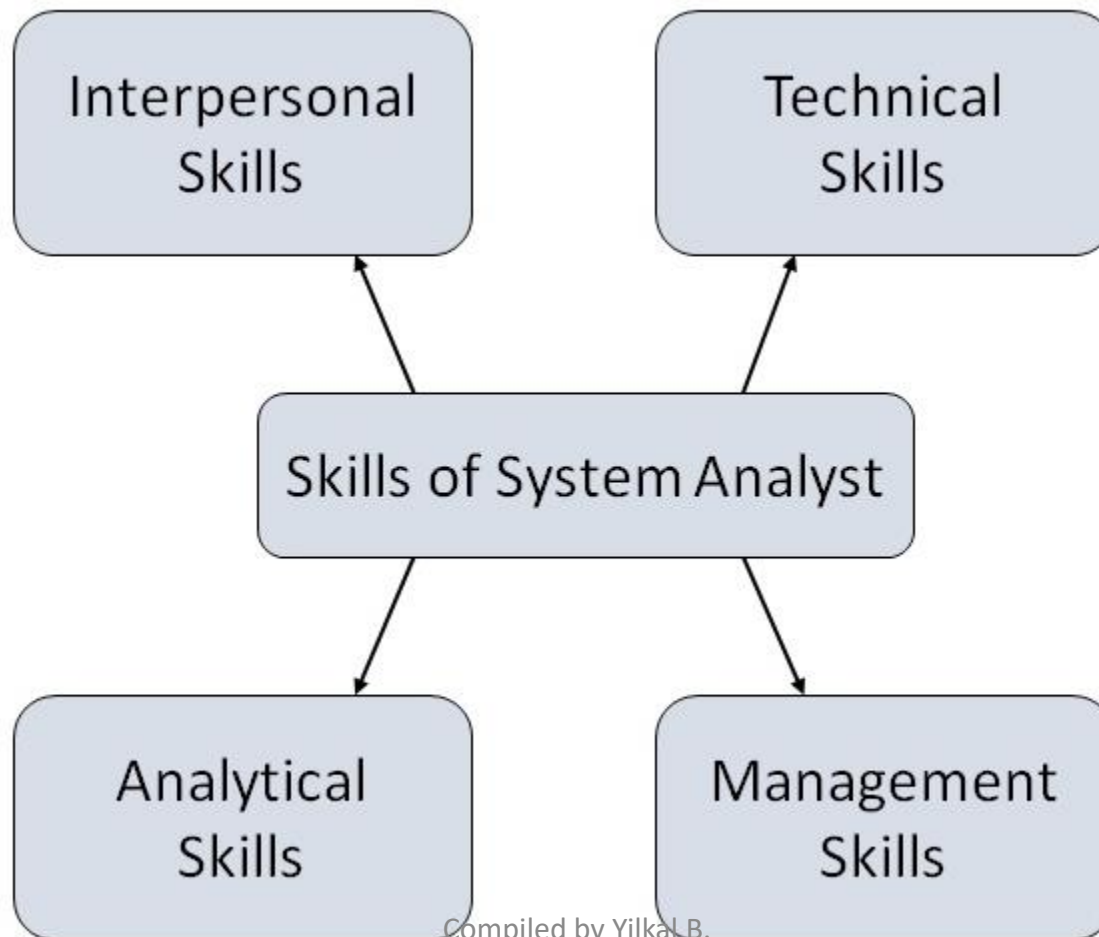 Interpersonal
Skills
Technical
Skills
Skills of System Analyst
Analytical
Skills
Management
Skills
Compiled by Yilkal B.